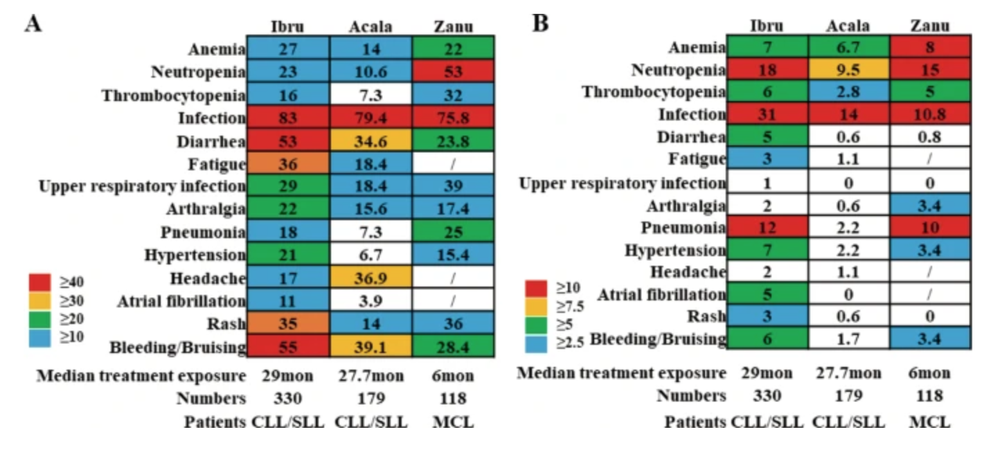 A
Ibru Acala Zanu
Anemia 27 14 22
Neutropenia 23 10.6 53
Thrombocytopenia 16 7.3 32
Infection 83 79.4 75.8
Diarrhea 53 34.6 23.8
Fatigue 36 18.4 /
Upper respiratory infection 29 18.4 39
Arthralgia 22 15.6 17.4
Pneumonia 18 7.3 25
Hypertension 21 6.7 15.4
Headache 17 36.9 /
Atrial fibrillation 11 3.9 /
Rash 35 14 36
Bleeding/Bruising 55 39.1 28.4
≥40
≥30
≥20
≥10
Median treatment exposure 29mon 27.7mon 6mon
Numbers 330 179 118
Patients CLL/SLL CLL/SLL MCL
B
Ibru Acala Zanu
Anemia 7 6.7 8
Neutropenia 18 9.5 15
Thrombocytopenia 6 2.8 5
Infection 31 14 10.8
Diarrhea 5 0.6 0.8
Fatigue 3 1.1 /
Upper respiratory infection 1 0 0
Arthralgia 2 0.6 3.4
Pneumonia 12 2.2 10
Hypertension 7 2.2 3.4
Headache 2 1.1 /
Atrial fibrillation 5 0 /
Rash 3 0.6 0
Bleeding/Bruising 6 1.7 3.4
≥10
≥7.5
≥5
≥2.5
Median treatment exposure 29mon 27.7mon 6mon
Numbers 330 179 118
Patients CLL/SLL CLL/SLL MCL